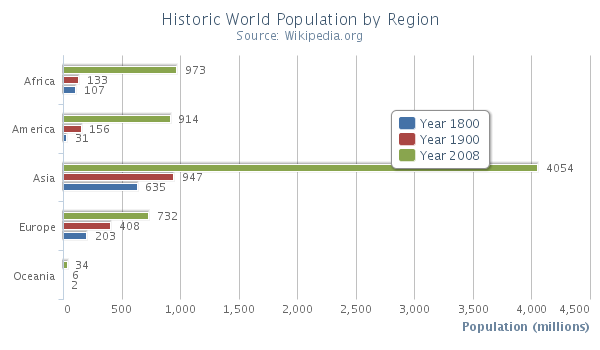 Historic World Population by Region
Source: Wikipedia.org
Africa
973
133
107
America
914
156
31
Year 1800
Year 1900
Year 2008
Asia
4054
947
635
Europe
732
408
203
Oceania
34
6
2
0 500 1,000 1,500 2,000 2,500 3,000 3,500 4,000 4,500
Population (millions)